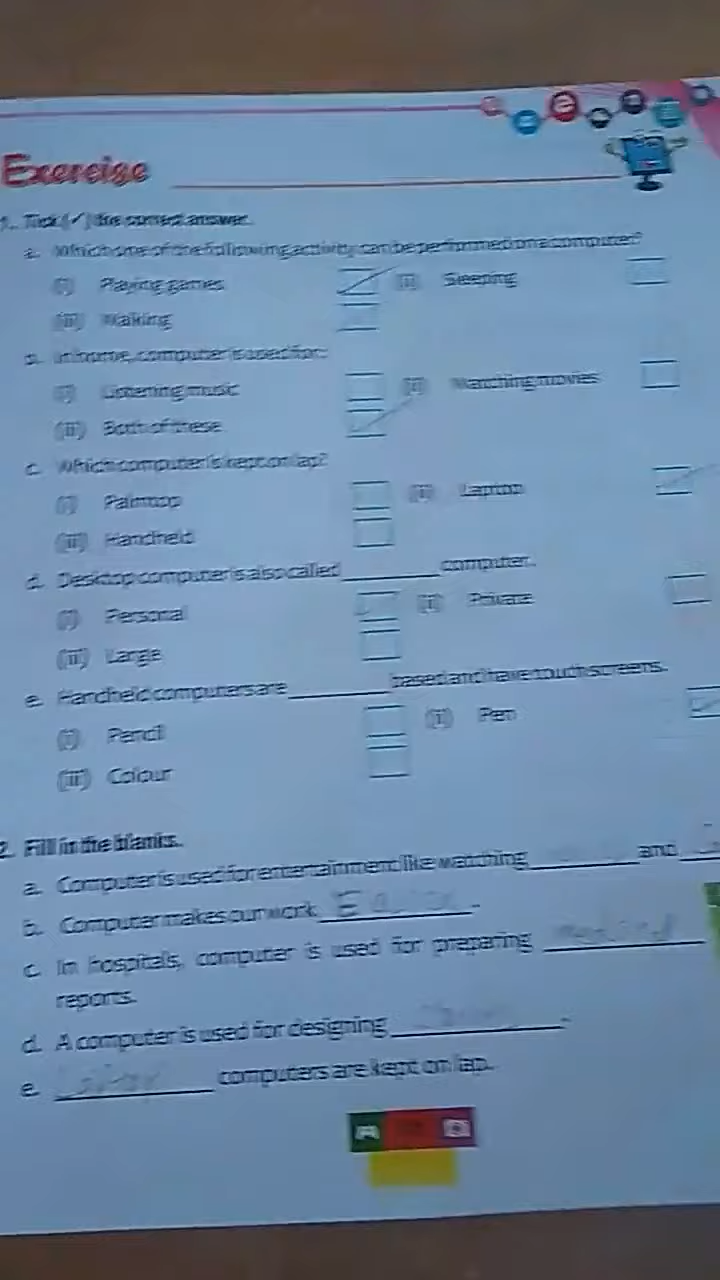 Exercise
1. Tick (✓) the correct answer.
a. Which one of the following activity can be performed on a computer?
(i) Playing games (ii) Sleeping
(iii) Walking
b. In home, computer is used for:
(i) Listening music (ii) Watching movies
(iii) Both of these
c. Which computer is kept on lap?
(i) Palmtop (ii) Laptop
(iii) Handheld
d. Desktop computer is also called ________ computer.
(i) Personal (ii) Private
(iii) Large
e. Handheld computers are ________ based and have touch screens.
(i) Pencil (ii) Pen
(iii) Colour
2. Fill in the blanks.
a. Computer is used for entertainment like watching ________ and
b. Computer makes our work ________.
c. In hospitals, computer is used for preparing ________
reports.
d. A computer is used for designing ________.
e. ________ computers are kept on lap.